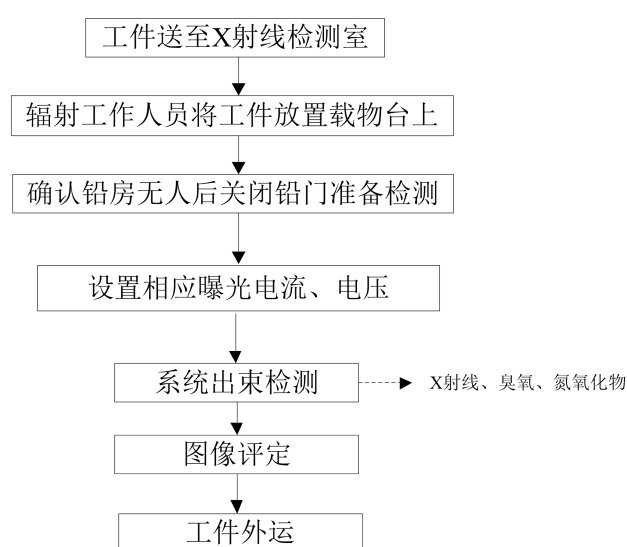 工件送至X射线检测室
辐射工作人员将工件放置载物台上
确认铅房无人后关闭铅门准备检测
设置相应曝光电流、电压
系统出束检测
X射线、臭氧、氮氧化物
图像评定
工件外运